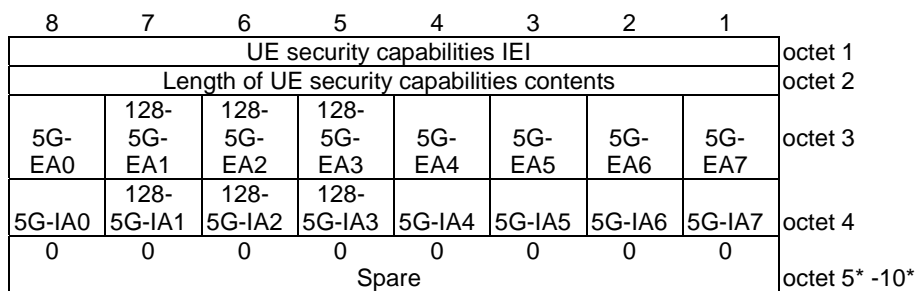 8 7 6 5 4 3 2 1
UE security capabilities IEI octet 1
Length of UE security capabilities contents octet 2
128- 128- 128-
5G- 5G- 5G- 5G- 5G- 5G- 5G- 5G- octet 3
EA0 EA1 EA2 EA3 EA4 EA5 EA6 EA7
128- 128- 128-
5G-IA0 5G-IA1 5G-IA2 5G-IA3 5G-IA4 5G-IA5 5G-IA6 5G-IA7 octet 4
0 0 0 0 0 0 0 0
Spare octet 5* -10*